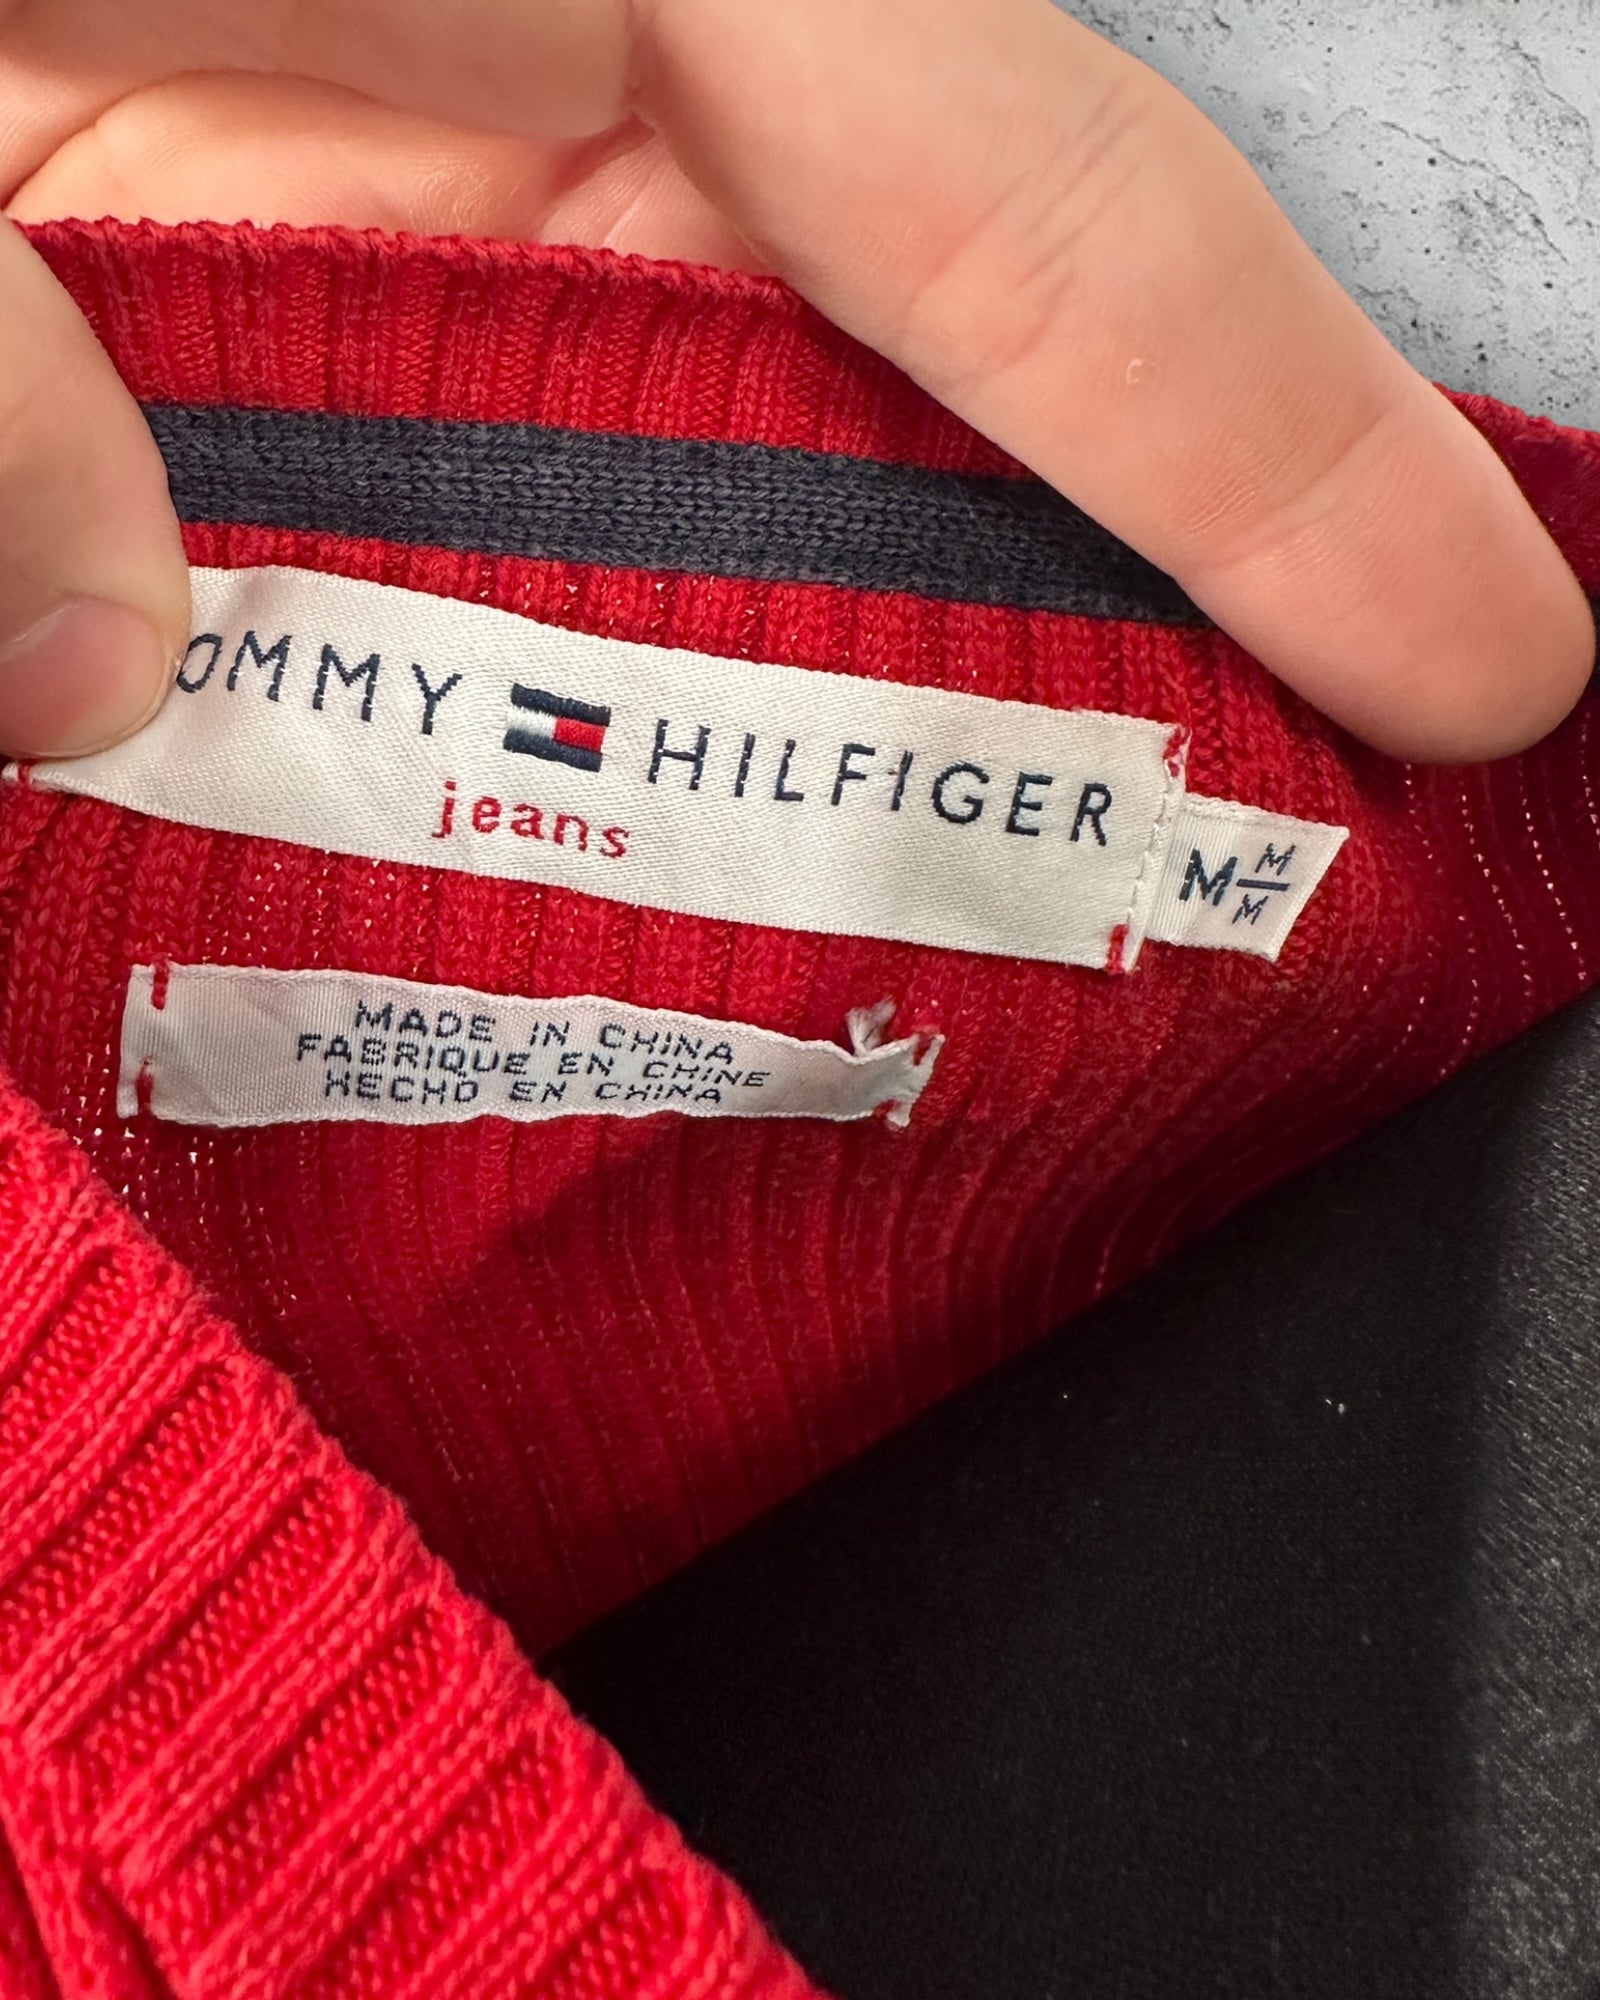 OMMY HILFIGER
jeans
M M/M
MADE IN CHINA
FABRIQUE EN CHINE
HECHO EN CHINA